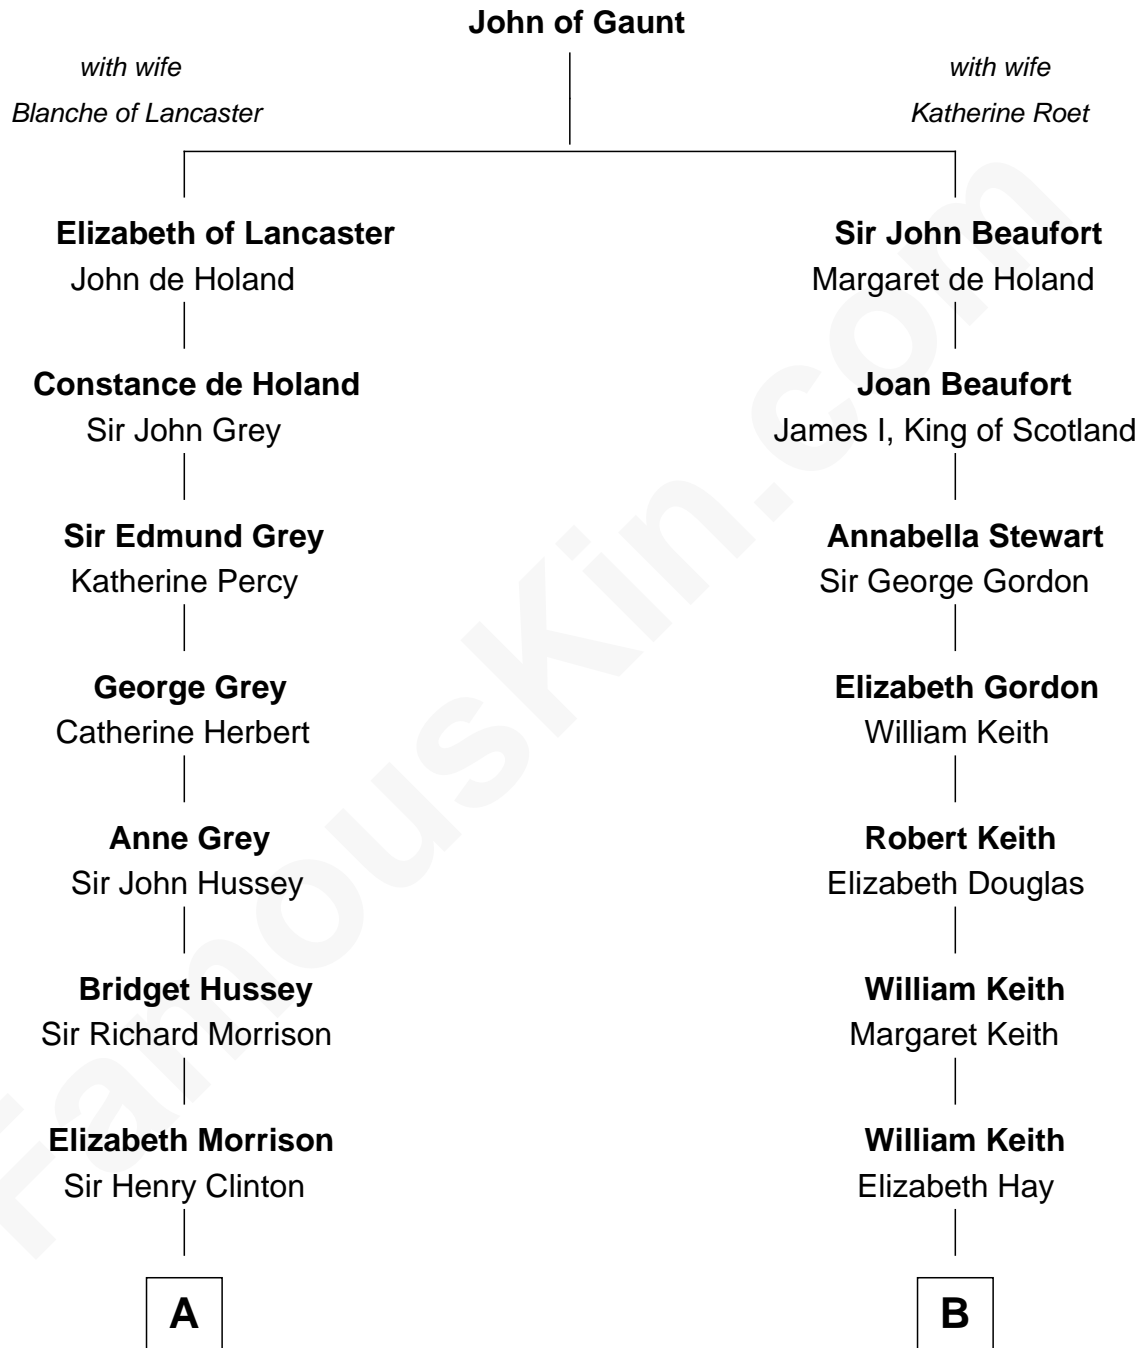 John of Gaunt
with wife
Blanche of Lancaster
with wife
Katherine Roet
Elizabeth of Lancaster
John de Holand
Sir John Beaufort
Margaret de Holand
Constance de Holand
Sir John Grey
Joan Beaufort
James I, King of Scotland
Sir Edmund Grey
Katherine Percy
Annabella Stewart
Sir George Gordon
George Grey
Catherine Herbert
Elizabeth Gordon
William Keith
Anne Grey
Sir John Hussey
Robert Keith
Elizabeth Douglas
Bridget Hussey
Sir Richard Morrison
William Keith
Margaret Keith
Elizabeth Morrison
Sir Henry Clinton
William Keith
Elizabeth Hay
A
B
FamousKin.com